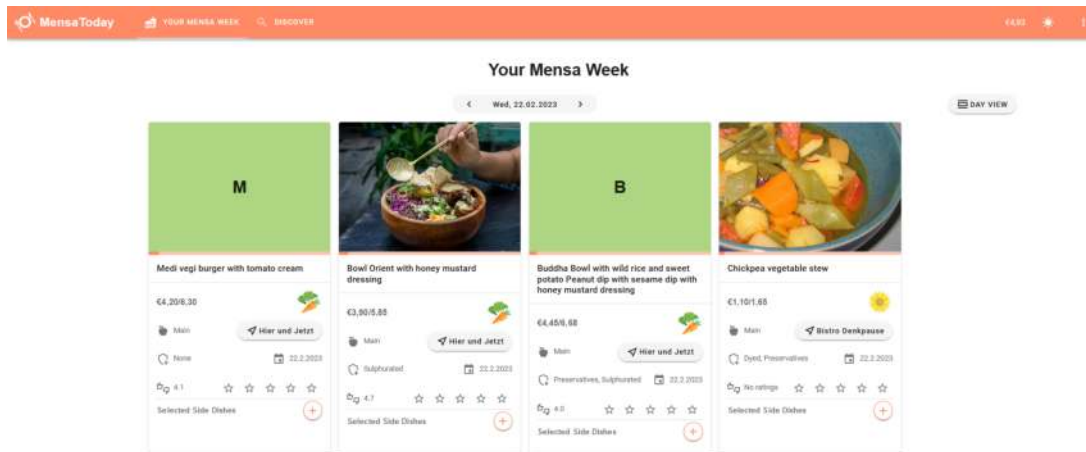 MensaToday
YOUR MENSA WEEK
DISCOVER
€4,82
Your Mensa Week
Wed, 22.02.2023
DAY VIEW
M
Medi vegi burger with tomato cream
€4,20/6,30
Main
Hier und Jetzt
None
22.2.2023
4.1
Selected Side Dishes
Bowl Orient with honey mustard
dressing
€3,90/5,85
Main
Hier und Jetzt
Sulphurated
22.2.2023
4.7
Selected Side Dishes
B
Buddha Bowl with wild rice and sweet
potato Peanut dip with sesame dip with
honey mustard dressing
€4,45/6,68
Main
Hier und Jetzt
Preservatives, Sulphurated
22.2.2023
4.0
Selected Side Dishes
Chickpea vegetable stew
€1,10/1,65
Main
Bistro Denkpause
Dyed, Preservatives
22.2.2023
No ratings
Selected Side Dishes